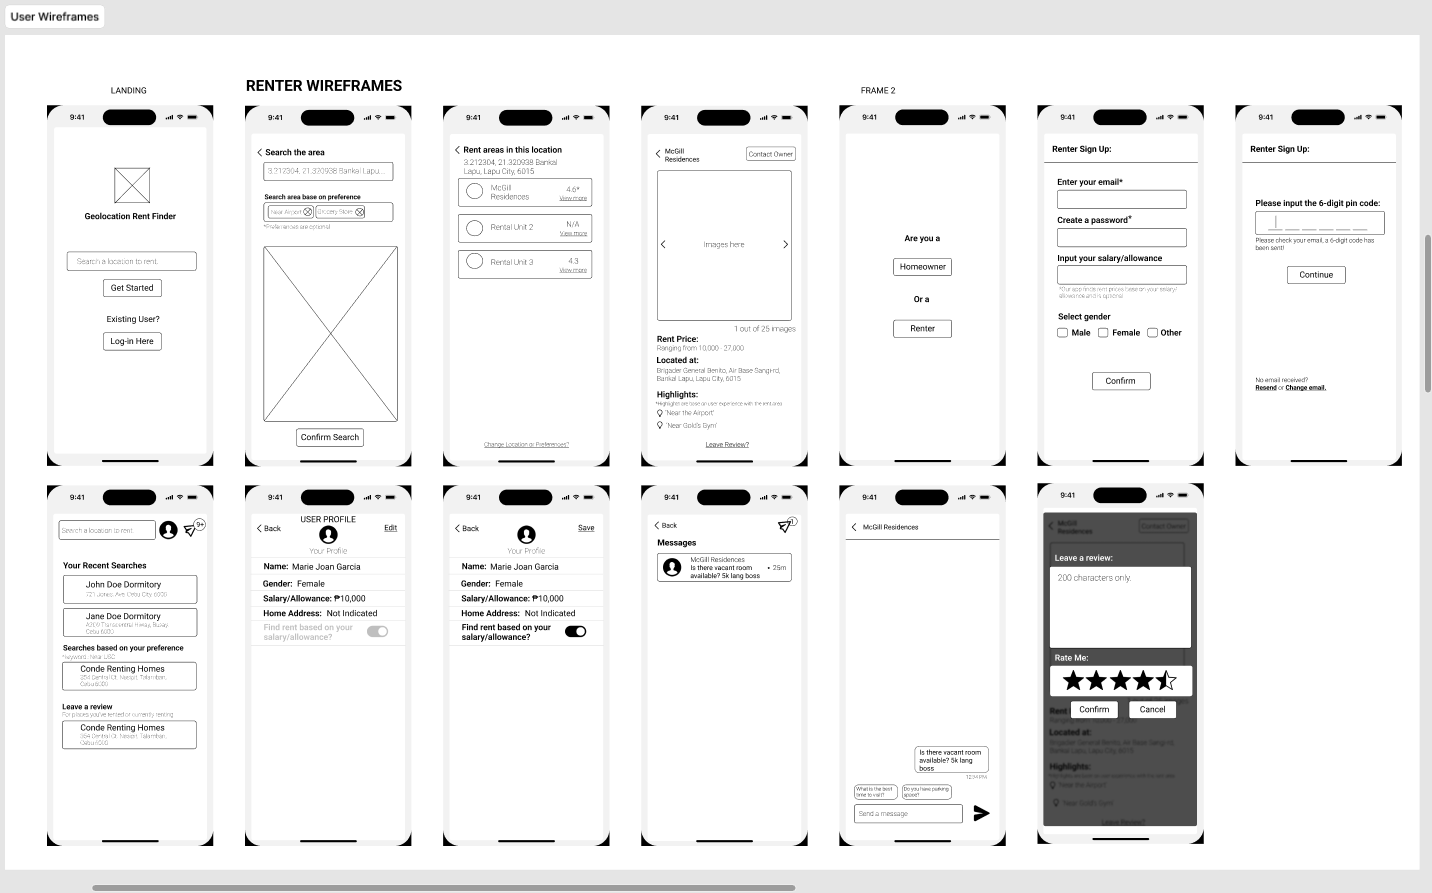 User Wireframes
LANDING
RENTER WIREFRAMES
FRAME 2
9:41
Geolocation Rent Finder
Search a location to rent.
Get Started
Existing User?
Log-in Here
9:41
Search the area
3.212304, 21.320938 Bankal Lapu...
Search area base on preference
Near Airport
Grocery Store
*Preferences are optional
Confirm Search
9:41
Rent areas in this location
3.212304, 21.320938 Bankal
Lapu, Lapu City, 6015
McGill
Residences
4.6*
View more
Rental Unit 2
N/A
View more
Rental Unit 3
4.3
View more
Change Location or Preferences?
9:41
McGill
Residences
Contact Owner
Images here
1 out of 25 images
Rent Price:
Ranging from 10,000 - 27,000
Located at:
Brigader General Benito, Air Base Sangi-rd,
Bankal Lapu, Lapu City, 6015
Highlights:
*Highlights are base on user experience with the rent area
'Near the Airport'
'Near Gold's Gym'
Leave Review?
9:41
Are you a
Homeowner
Or a
Renter
9:41
Renter Sign Up:
Enter your email*
Create a password*
Input your salary/allowance
*Our app finds rent prices base on your salary/
allowance and is optional
Select gender
Male
Female
Other
Confirm
9:41
Renter Sign Up:
Please input the 6-digit pin code:
Please check your email, a 6-digit code has
been sent!
Continue
No email received?
Resend or Change email.
9:41
Search a location to rent
9+
Your Recent Searches
John Doe Dormitory
721 Jones Ave, Cebu City 6000
Jane Doe Dormitory
Cebu 6000
Searches based on your preference
Conde Renting Homes
354 Central Ct. Nasipit, Talamban,
Cebu 6000
Leave a review
For places you've rented or currently renting
Conde Renting Homes
354 Central Ct. Nasipit, Talamban,
Cebu 6000
9:41
USER PROFILE
Back
Edit
Your Profile
Name: Marie Joan Garcia
Gender: Female
Salary/Allowance: ₱10,000
Home Address: Not Indicated
Find rent based on your
salary/allowance?
9:41
Back
Save
Your Profile
Name: Marie Joan Garcia
Gender: Female
Salary/Allowance: ₱10,000
Home Address: Not Indicated
Find rent based on your
salary/allowance?
9:41
Back
Messages
McGill Residences
Is there vacant room
available? 5k lang boss
• 25m
9:41
McGill Residences
Is there vacant room
available? 5k lang
boss
12:14 PM
What is the best
time to visit?
Do you have parking
space?
Send a message
9:41
McGill
Residences
Contact Owner
Leave a review:
200 characters only.
Rate Me:
Confirm
Cancel
Located at:
Brigader General Benito, Air Base Sangi-rd,
Bankal Lapu, Lapu City, 6015
Highlights:
'Near the Airport'
'Near Gold's Gym'
Leave Review?